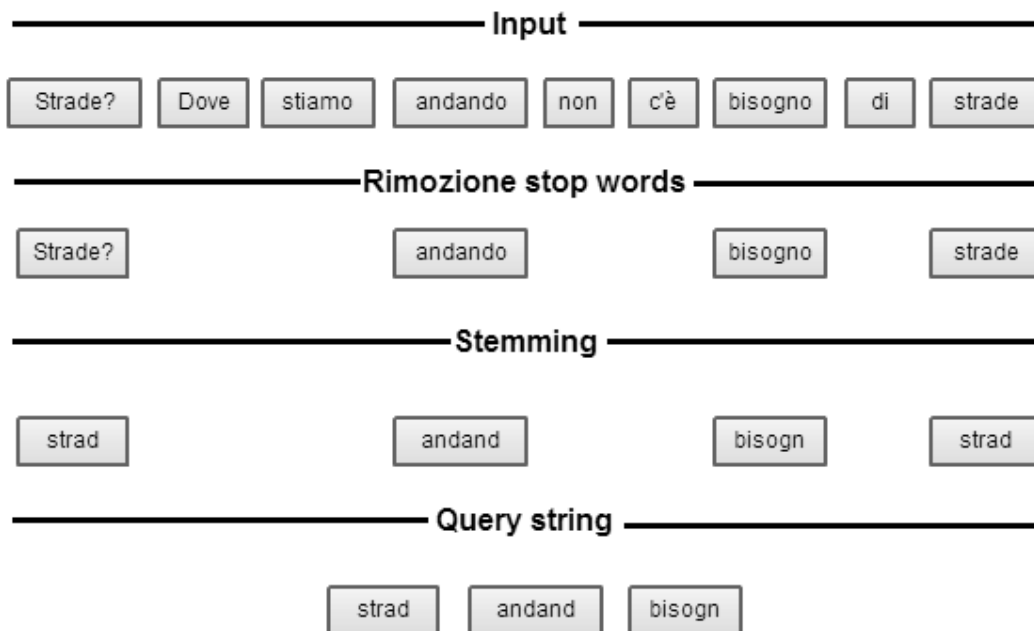 Input
Strade? Dove stiamo andando non c'è bisogno di strade
Rimozione stop words
Strade? andando bisogno strade
Stemming
strad andand bisogn strad
Query string
strad andand bisogn